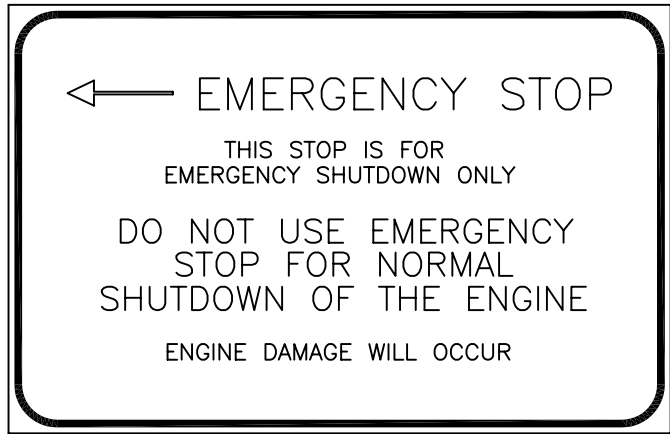 EMERGENCY STOP
THIS STOP IS FOR
EMERGENCY SHUTDOWN ONLY
DO NOT USE EMERGENCY
STOP FOR NORMAL
SHUTDOWN OF THE ENGINE
ENGINE DAMAGE WILL OCCUR